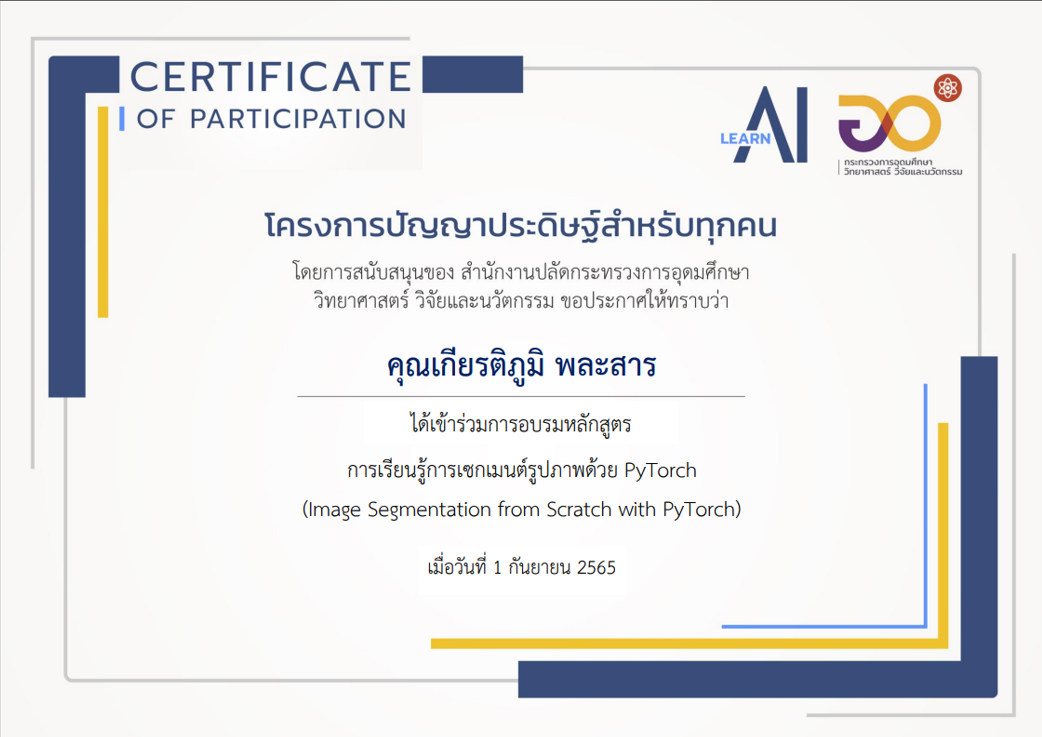 CERTIFICATE
OF PARTICIPATION
LEARN AI
กระทรวงการอุดมศึกษา
วิทยาศาสตร์ วิจัยและนวัตกรรม
โครงการปัญญาประดิษฐ์สำหรับทุกคน
โดยการสนับสนุนของ สำนักงานปลัดกระทรวงการอุดมศึกษา
วิทยาศาสตร์ วิจัยและนวัตกรรม ขอประกาศให้ทราบว่า
คุณเกียรติภูมิ พละสาร
ได้เข้าร่วมการอบรมหลักสูตร
การเรียนรู้การเซกเมนต์รูปภาพด้วย PyTorch
(Image Segmentation from Scratch with PyTorch)
เมื่อวันที่ 1 กันยายน 2565